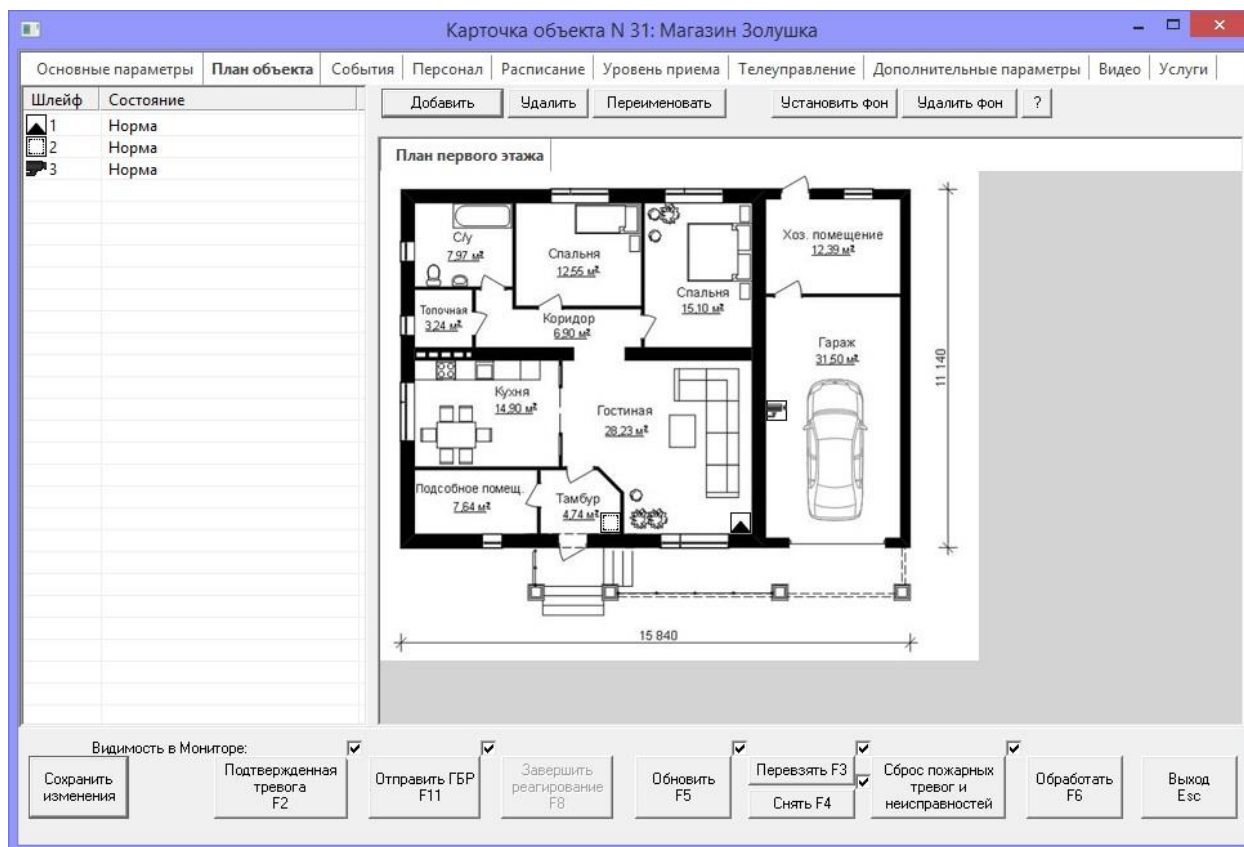 Карточка объекта N 31: Магазин Золушка
Основные параметры План объекта События Персонал Расписание Уровень приема Телеуправление Дополнительные параметры Видео Услуги
Шлейф Состояние
1 Норма
2 Норма
3 Норма
Добавить Удалить Переименовать Установить фон Удалить фон ?
План первого этажа
С/у
7,97 м²
Спальня
12,55 м²
Спальня
15,10 м²
Хоз. помещение
12,39 м²
Топочная
3,24 м²
Коридор
6,90 м²
Гараж
31,50 м²
11 140
Кухня
14,90 м²
Гостиная
28,23 м²
Подсобное помещ.
7,64 м²
Тамбур
4,74 м²
15 840
Видимость в Мониторе:
Сохранить
изменения
Подтвержденная
тревога
F2
Отправить ГБР
F11
Завершить
реагирование
F8
Обновить
F5
Перевзять F3
Снять F4
Сброс пожарных
тревог и
неисправностей
Обработать
F6
Выход
Esc